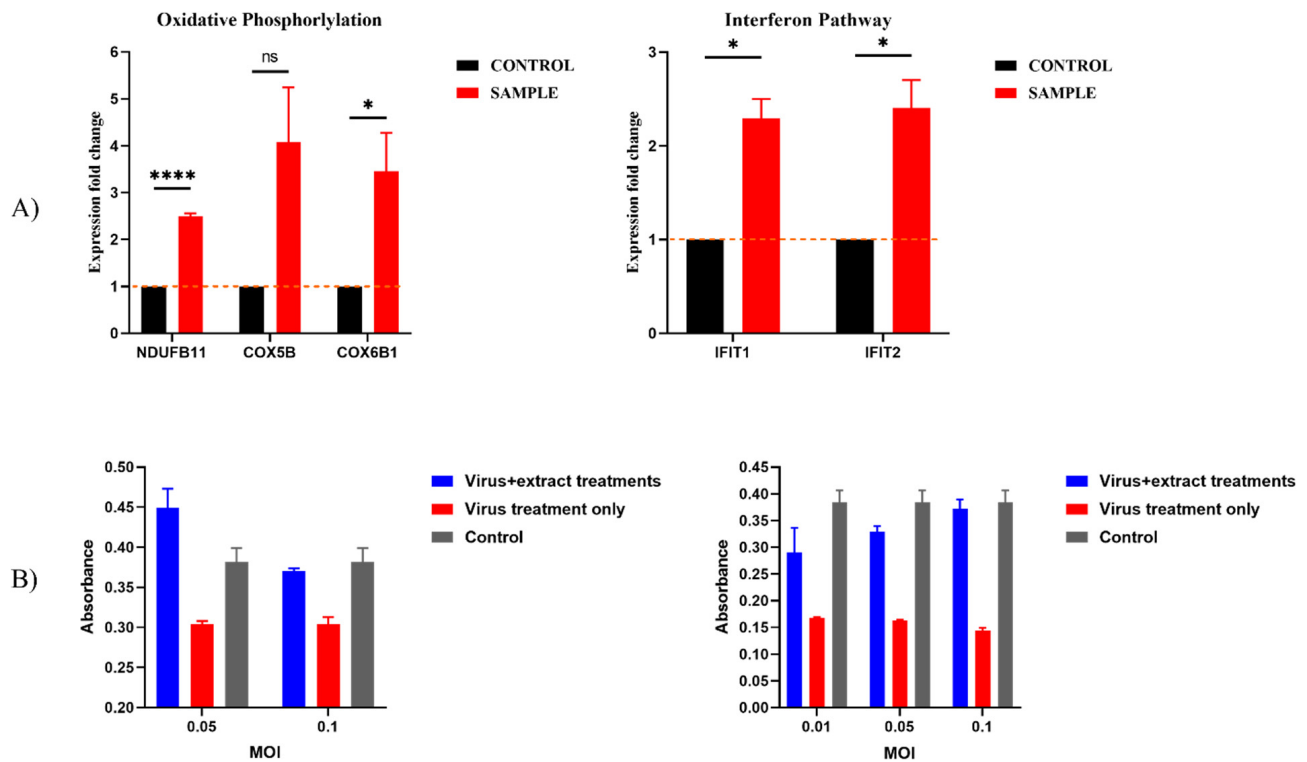 Oxidative Phosphorlylation
Expression fold change
6
5
4
3
2
1
0
****
ns
*
NDUFB11
COX5B
COX6B1
CONTROL
SAMPLE
Interferon Pathway
Expression fold change
3
2
1
0
*
*
IFIT1
IFIT2
CONTROL
SAMPLE
A)
B)
Absorbance
0.50
0.45
0.40
0.35
0.30
0.25
0.20
0.05
0.1
MOI
Virus+extract treatments
Virus treatment only
Control
Absorbance
0.45
0.40
0.35
0.30
0.25
0.20
0.15
0.10
0.05
0.00
0.01
0.05
0.1
MOI
Virus+extract treatments
Virus treatment only
Control